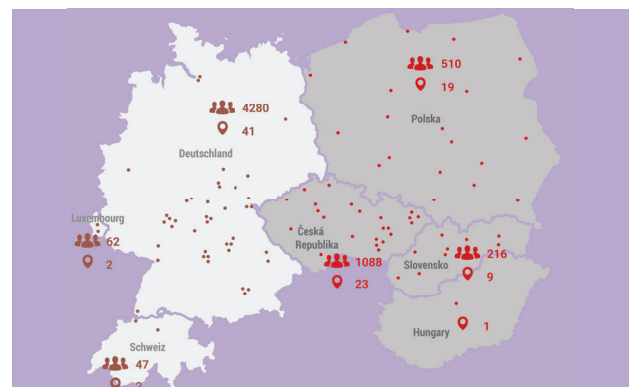 510
19
Polska
4280
41
Deutschland
Luxembourg
62
2
Česká
Republika
1088
23
Slovensko
216
9
Hungary
1
Schweiz
47